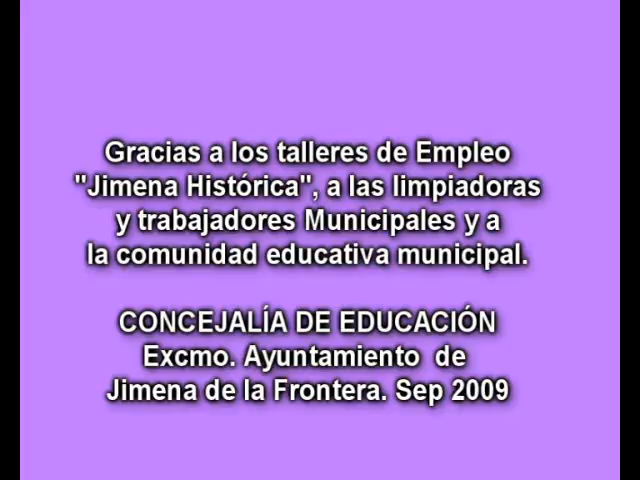 Gracias a los talleres de Empleo
"Jimena Histórica", a las limpiadoras
y trabajadores Municipales y a
la comunidad educativa municipal.
CONCEJALÍA DE EDUCACIÓN
Excmo. Ayuntamiento de
Jimena de la Frontera. Sep 2009